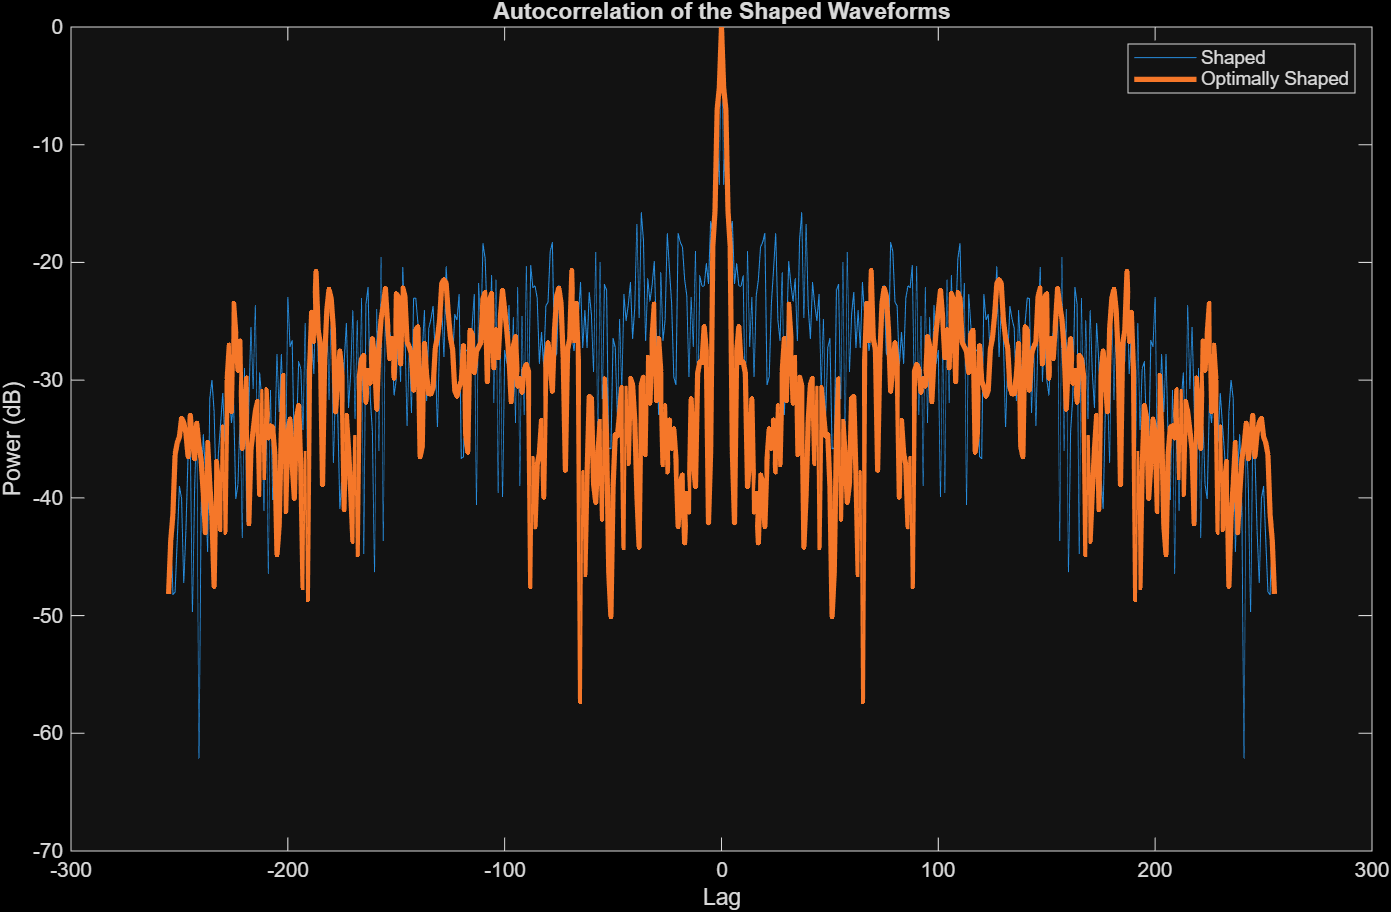 Autocorrelation of the Shaped Waveforms
Shaped
Optimally Shaped
0
-10
-20
-30
-40
-50
-60
-70
Power (dB)
-300 -200 -100 0 100 200 300
Lag